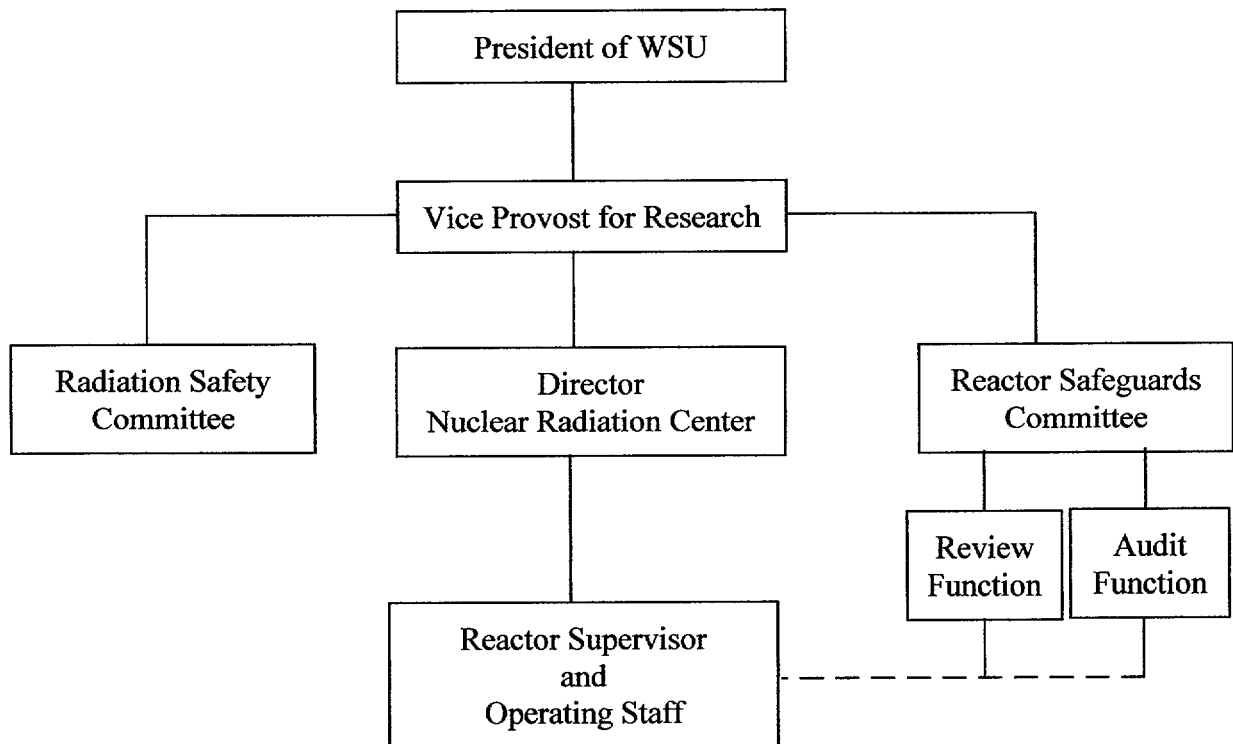 President of WSU
Vice Provost for Research
Radiation Safety
Committee
Director
Nuclear Radiation Center
Reactor Safeguards
Committee
Review
Function
Audit
Function
Reactor Supervisor
and
Operating Staff